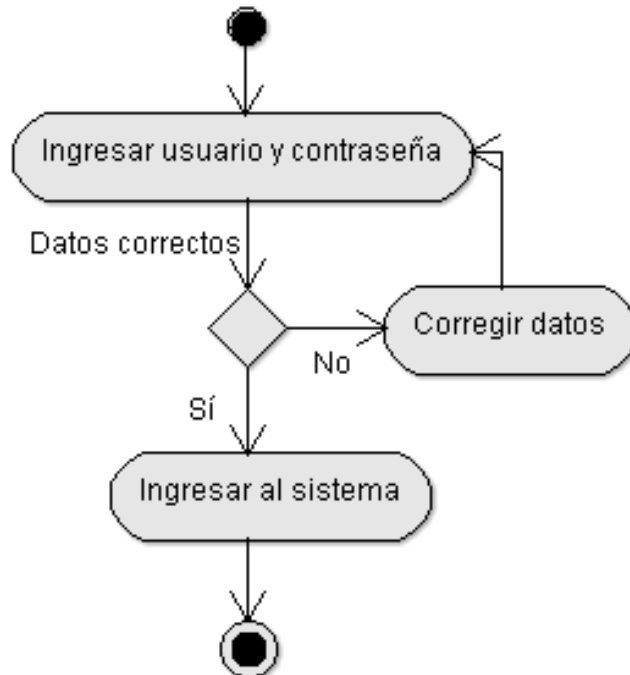 Ingresar usuario y contraseña
Datos correctos
Corregir datos
No
Sí
Ingresar al sistema